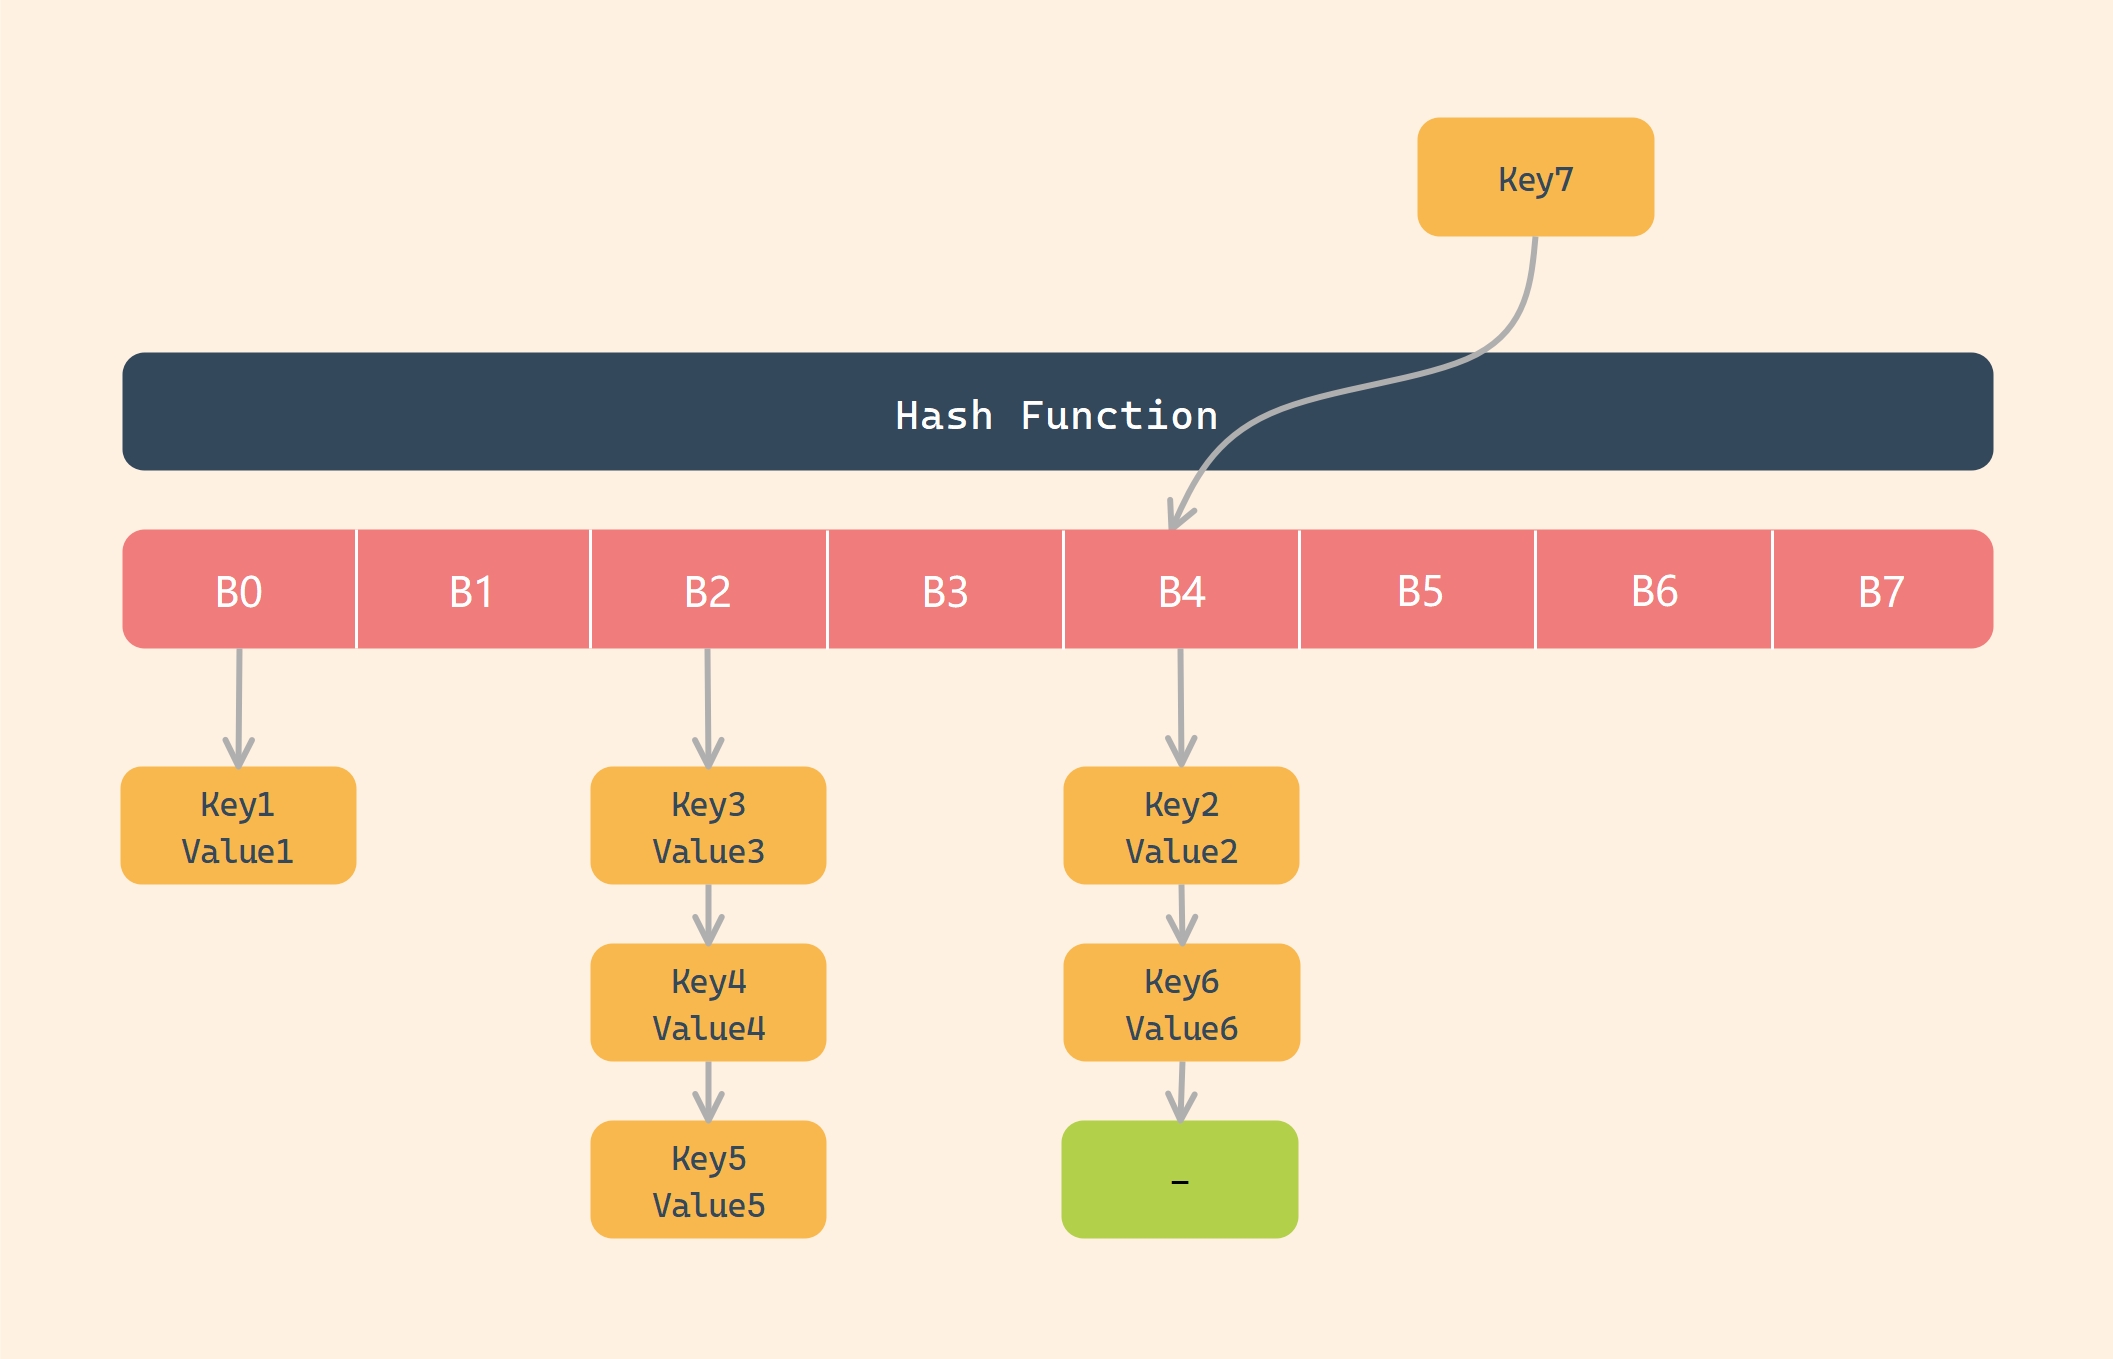 Key7
Hash Function
B0 B1 B2 B3 B4 B5 B6 B7
Key1
Value1
Key3
Value3
Key2
Value2
Key4
Value4
Key6
Value6
Key5
Value5
-